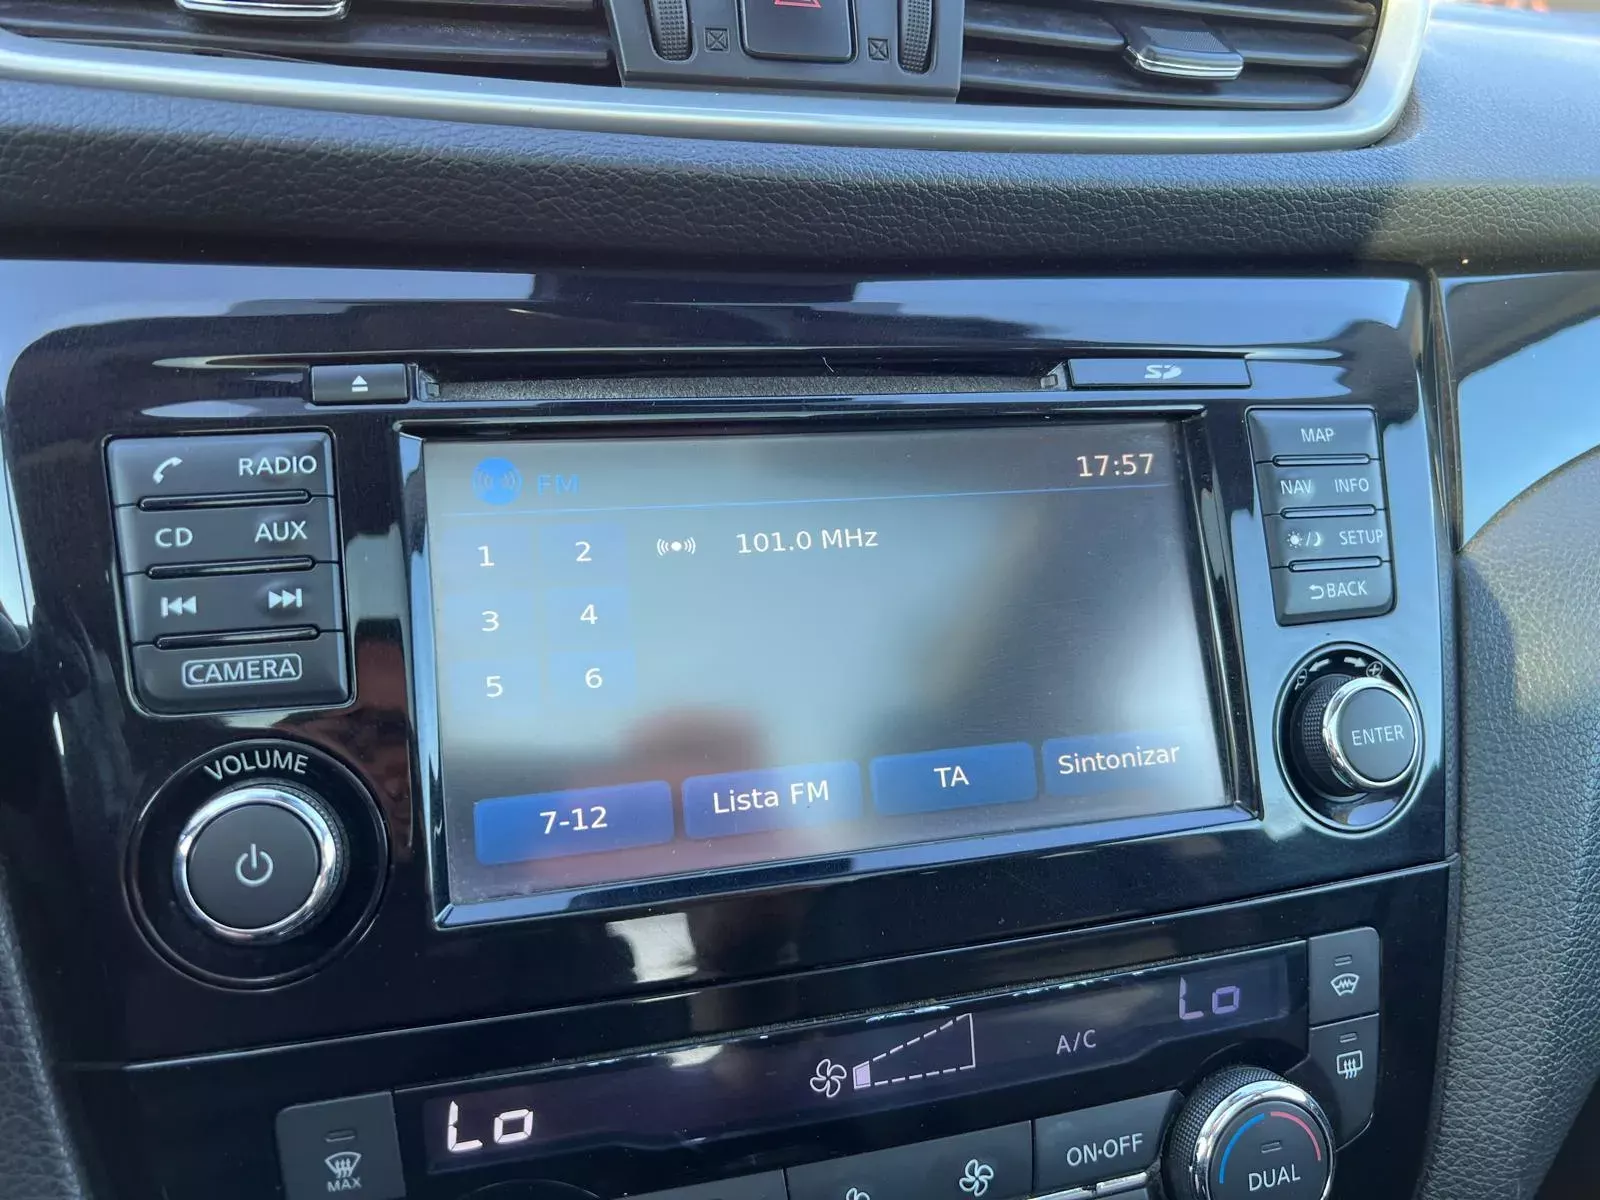 SD
RADIO
CD AUX
CAMERA
VOLUME
FM
17:57
1 2
101.0 MHz
3 4
5 6
7-12
Lista FM
TA
Sintonizar
MAP
NAV INFO
SETUP
BACK
ENTER
Lo
A/C
Lo
MAX
ON·OFF
DUAL